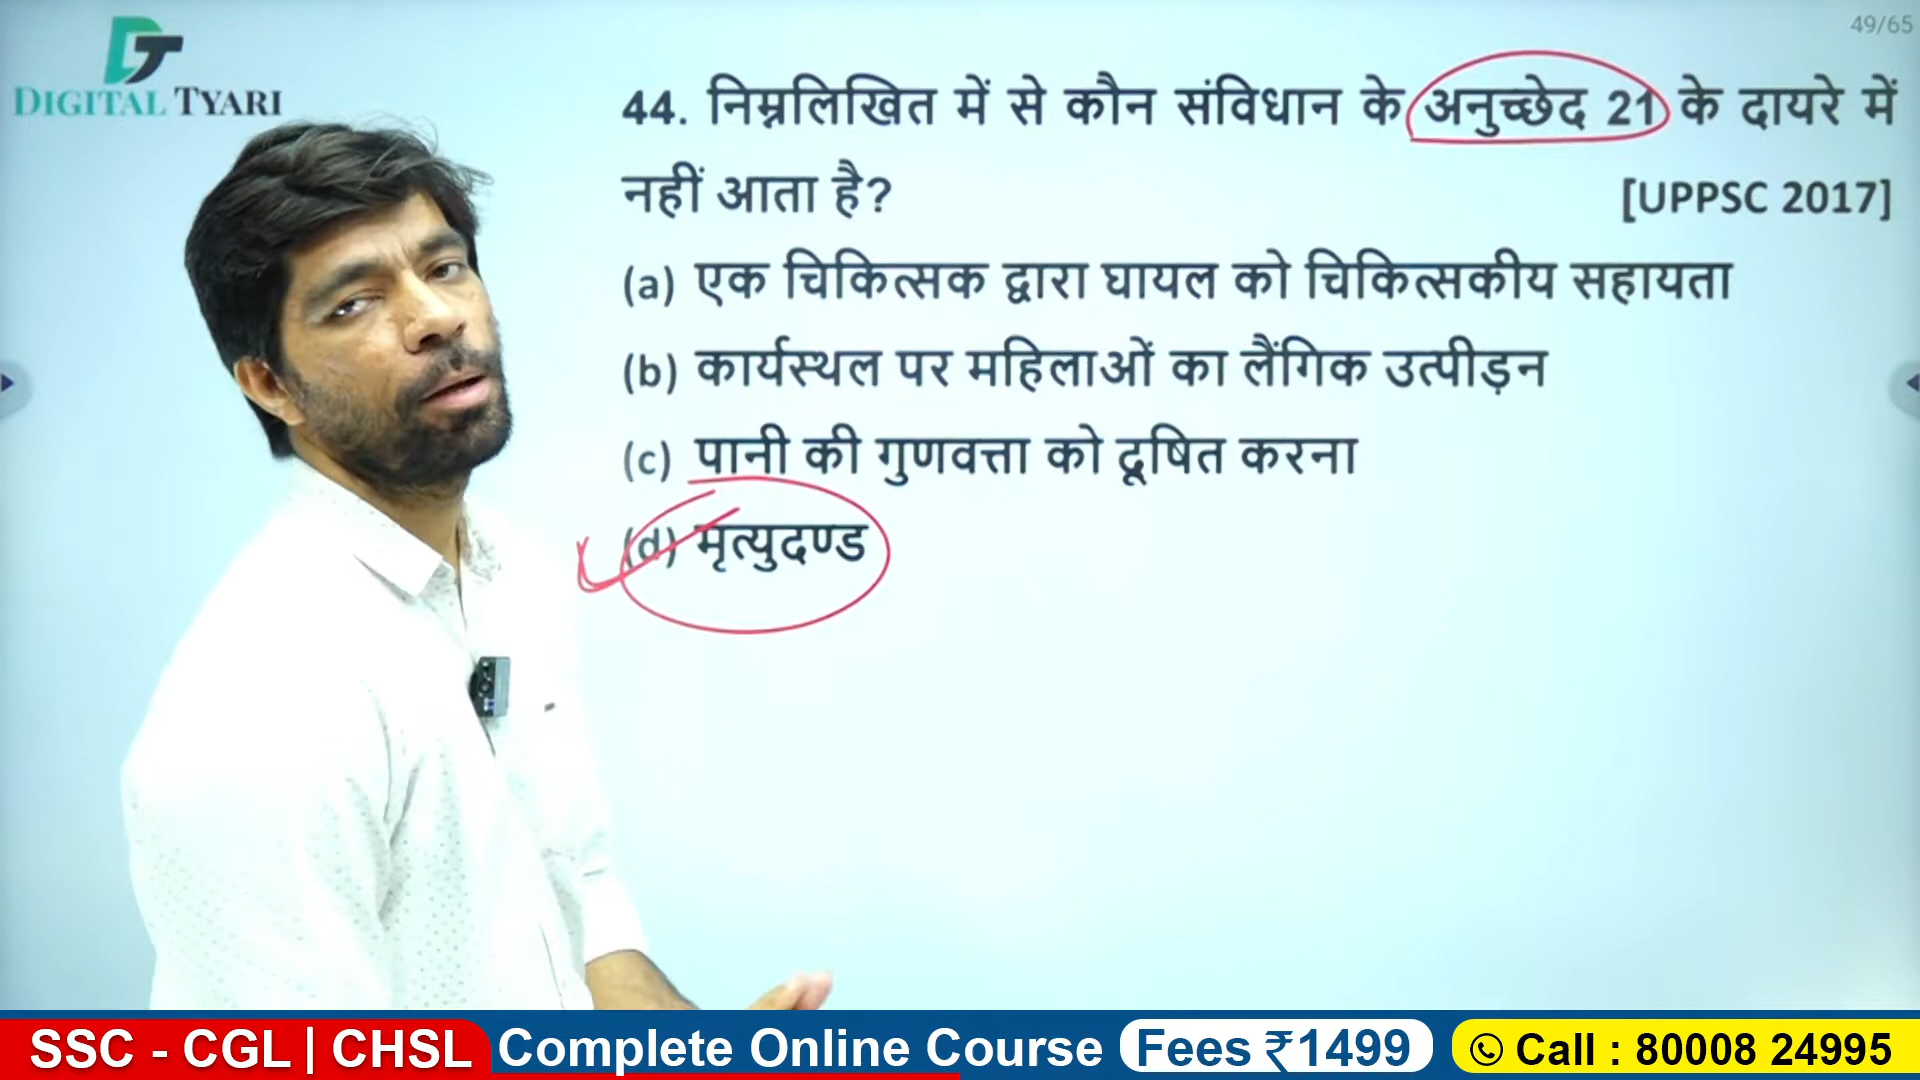 49/65
DT
DIGITAL TYARI
44. निम्नलिखित में से कौन संविधान के अनुच्छेद 21 के दायरे में
नहीं आता है? [UPPSC 2017]
(a) एक चिकित्सक द्वारा घायल को चिकित्सकीय सहायता
(b) कार्यस्थल पर महिलाओं का लैंगिक उत्पीड़न
(c) पानी की गुणवत्ता को दूषित करना
(d) मृत्युदण्ड
SSC - CGL | CHSL Complete Online Course Fees ₹1499 Call : 80008 24995